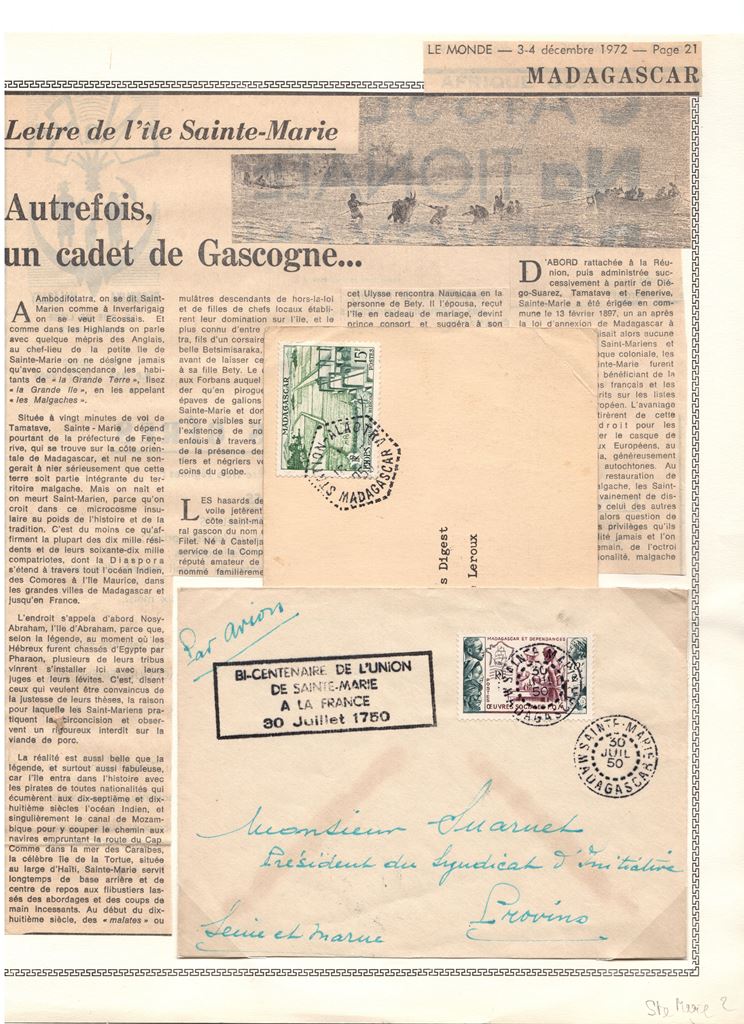 LE MONDE — 3-4 décembre 1972 — Page 21
MADAGASCAR
Lettre de l'île Sainte-Marie
Autrefois,
un cadet de Gascogne...
A Ambodifotatra, on se dit Saint-
Marien comme à Inverfarigaig
on se veut Ecossais. Et
comme dans les Highlands on parle
avec quelque mépris des Anglais,
au chef-lieu de la petite île de
Sainte-Marie on ne désigne jamais
qu'avec condescendance les habi-
tants de « la Grande Terre », lisez
« la Grande Ile », en les appelant
« les Malgaches ».
Située à vingt minutes de vol de
Tamatave, Sainte-Marie dépend
pourtant de la préfecture de Fene-
rive, qui se trouve sur la côte orien-
tale de Madagascar, et nul ne son-
gerait à nier sérieusement que cette
terre soit partie intégrante du ter-
ritoire malgache. Mais on naît et
on meurt Saint-Marien, parce qu'on
croit dans ce microcosme insu-
laire au poids de l'histoire et de la
tradition. C'est du moins ce qu'af-
firment la plupart des dix mille rési-
dents et de leurs soixante-dix mille
compatriotes, dont la Diaspora
s'étend à travers tout l'océan Indien,
des Comores à l'île Maurice, dans
les grandes villes de Madagascar et
jusqu'en France.
L'endroit s'appela d'abord Nosy-
Abraham, l'île d'Abraham, parce que,
selon la légende, au moment où les
Hébreux furent chassés d'Egypte par
Pharaon, plusieurs de leurs tribus
vinrent s'installer ici avec leurs
juges et leurs lévites. C'est, disent
ceux qui veulent être convaincus de
la justesse de leurs thèses, la raison
pour laquelle les Saint-Mariens pra-
tiquent la circoncision et obser-
vent un rigoureux interdit sur la
viande de porc.
La réalité est aussi belle que la
légende, et surtout aussi fabuleuse,
car l'île entra dans l'histoire avec
les pirates de toutes nationalités qui
écumèrent aux dix-septième et dix-
huitième siècles l'océan Indien, et
singulièrement le canal de Mozam-
bique pour y couper le chemin aux
navires empruntant la route du Cap
Comme dans la mer des Caraïbes,
la célèbre île de la Tortue, située
au large d'Haïti, Sainte-Marie servit
longtemps de base arrière et de
centre de repos aux flibustiers las-
sés des abordages et des coups de
main incessants. Au début du dix-
huitième siècle, des « malates » ou
mulâtres descendants de hors-la-loi
et de filles de chefs locaux établi-
rent leur domination sur l'île, et le
plus connu d'entre
tra, fils d'un corsaire
belle Betsimisaraka,
avant de laisser ce
à sa fille Bety. Le
aux Forbans auquel
der qu'en pirogue
épaves de galions
Sainte-Marie et don
encore visibles sur
l'existence de no
enfouis à travers
de la présence des
tiers et négriers v
coins du globe.
LES hasards de
voile jetèrent
côte saint-ma
ral gascon du nom
Filet. Né à Castelja
service de la Comp
réputé amateur de
nommé familièreme
cet Ulysse rencontra Nausicaa en la
personne de Bety. Il l'épousa, reçut
l'île en cadeau de mariage, devint
prince consort et suggéra à son
D'ABORD rattachée à la Réu-
nion, puis administrée suc-
cessivement à partir de Dié-
go-Suarez, Tamatave et Fenerive,
Sainte-Marie a été érigée en com-
mune le 13 février 1897, un an après
la loi d'annexion de Madagascar à
isait alors aucune
Saint-Mariens et
que coloniale, les
inte-Marie furent
bénéficiant de la
s français et les
rits sur les listes
opéen. L'avantage
tirèrent de cette
droit pour les
er le casque de
x Européens, au
a, généreusement
autochtones. Au
restauration de
algache, les Saint-
vainement de dis-
celui des autres
alors question de
s privilèges qu'ils
lité jamais et l'on
emain, de l'octroi
onalité, malgache
MADAGASCAR
15F
POSTES
ION-ALAOTRA
MADAGASCAR
s Digest
Leroux
Par avion
BI-CENTENAIRE DE L'UNION
DE SAINTE-MARIE
A LA FRANCE
30 Juillet 1750
MADAGASCAR ET DEPENDANCES
ŒUVRES SOCIALES F.O.M
SAINTE-MARIE
30
JUIL
50
MADAGASCAR
Monsieur Suarnet
Président du Syndicat d'Initiative
Provins
Seine et Marne
Ste Marie 2